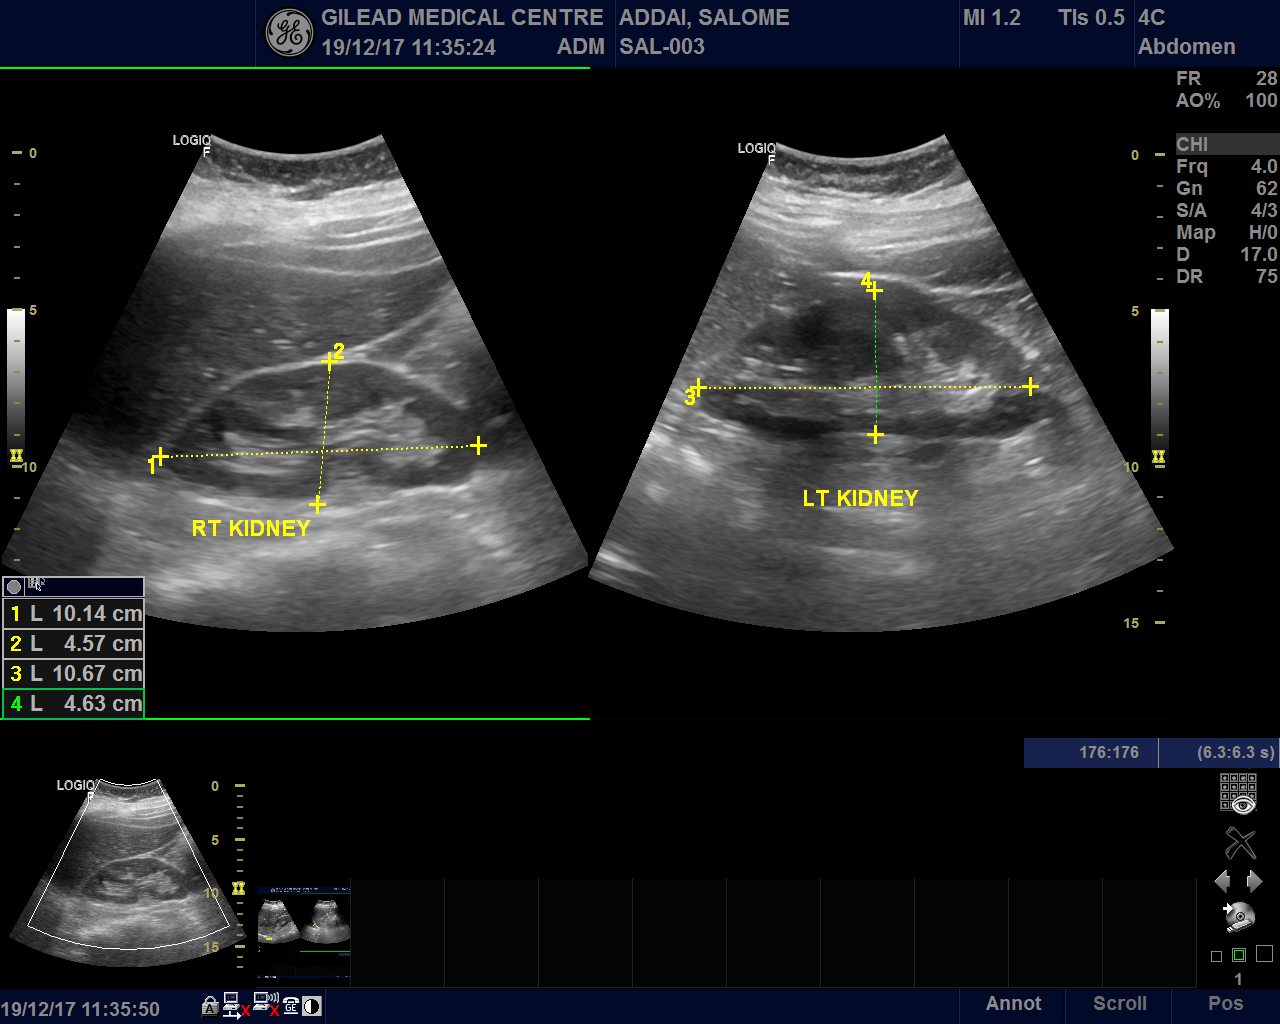 GILEAD MEDICAL CENTRE
19/12/17 11:35:24 ADM
ADDAI, SALOME
SAL-003
MI 1.2 TIs 0.5
4C
Abdomen
FR 28
AO% 100
CHI
Frq 4.0
Gn 62
S/A 4/3
Map H/0
D 17.0
DR 75
LOGIQ
F
0
5
10
1
2
RT KIDNEY
LOGIQ
F
0
5
10
15
3
4
LT KIDNEY
1 L 10.14 cm
2 L 4.57 cm
3 L 10.67 cm
4 L 4.63 cm
176:176 (6.3:6.3 s)
LOGIQ
F
0
5
10
15
1
19/12/17 11:35:50
Annot Scroll Pos